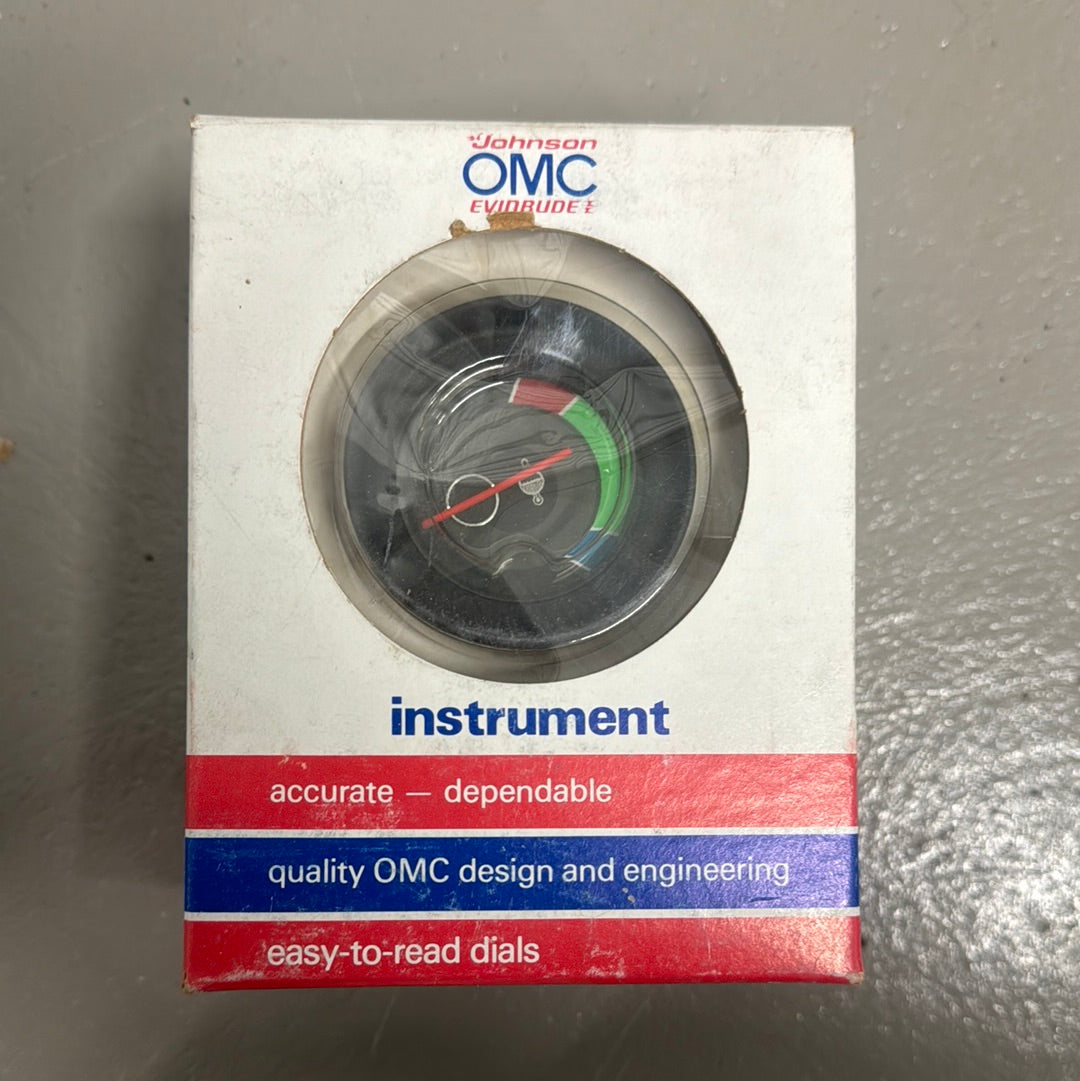 Johnson
OMC
EVINRUDE
instrument
accurate — dependable
quality OMC design and engineering
easy-to-read dials